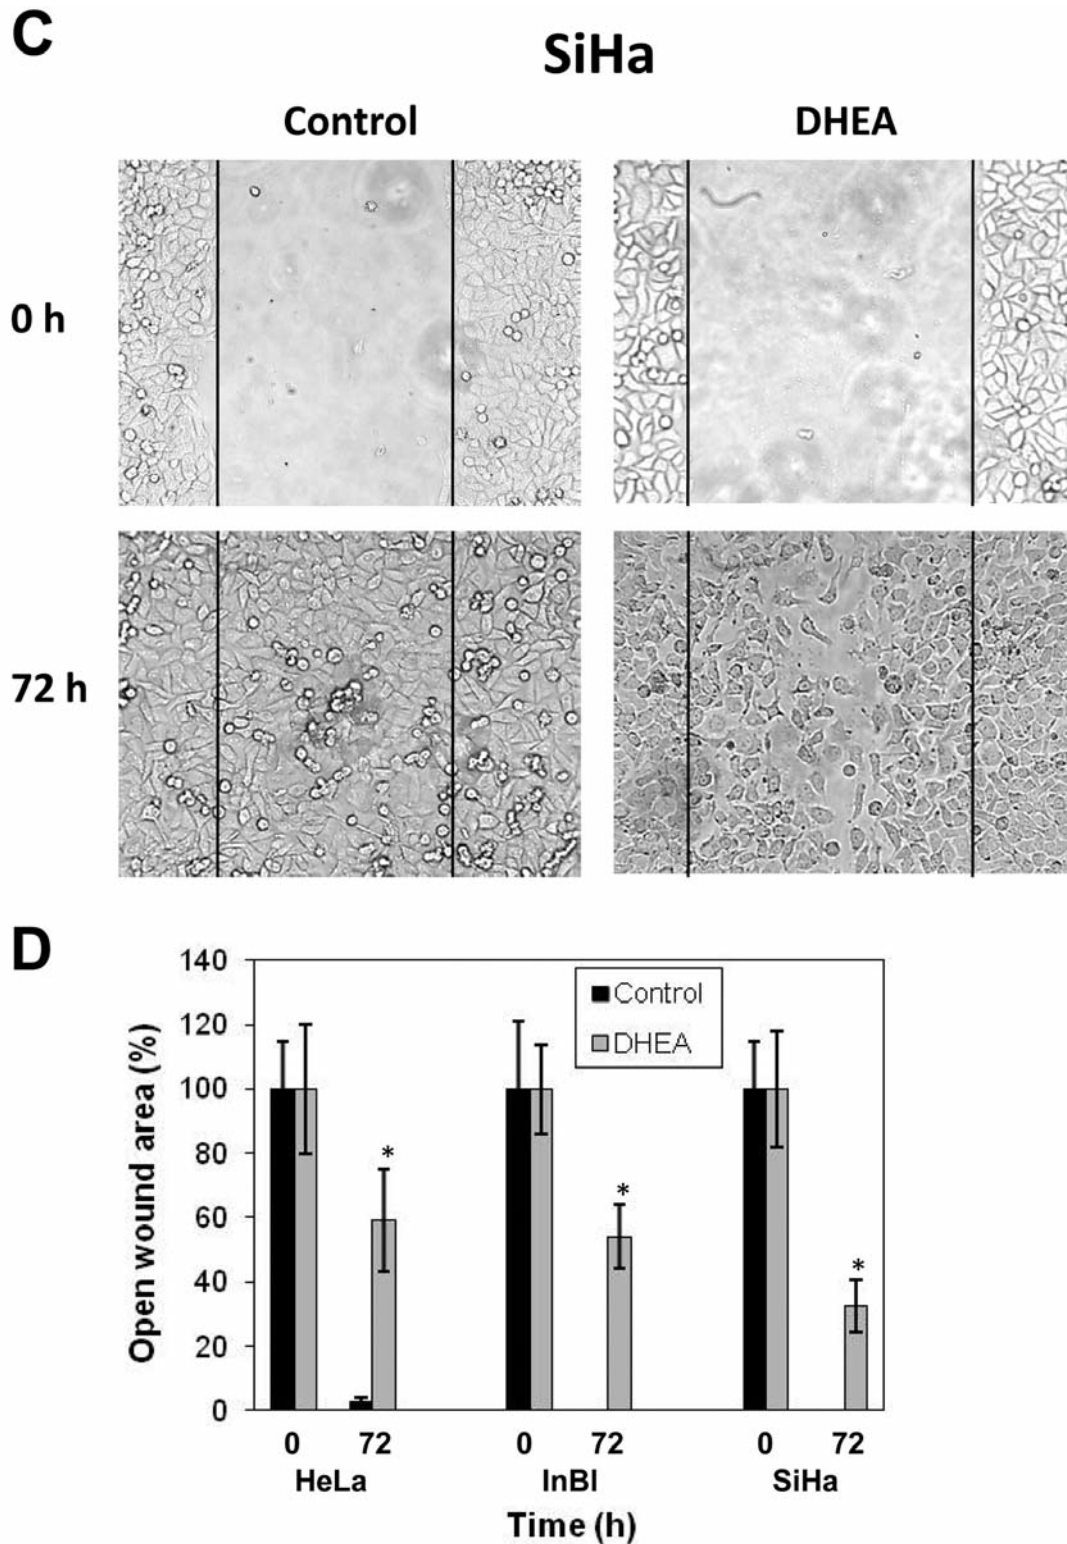 C
SiHa
Control DHEA
0 h
72 h
D
140
120
100
80
60
40
20
0
Open wound area (%)
Control
DHEA
*
*
*
0 72 0 72 0 72
HeLa InBl SiHa
Time (h)